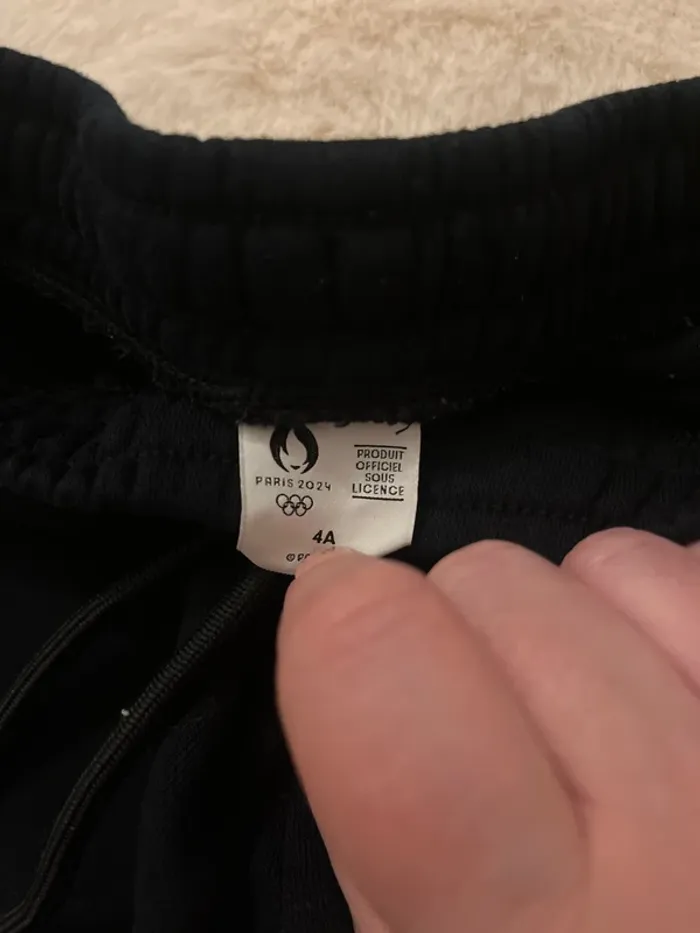 PARIS 2024
PRODUIT
OFFICIEL
SOUS
LICENCE
4A